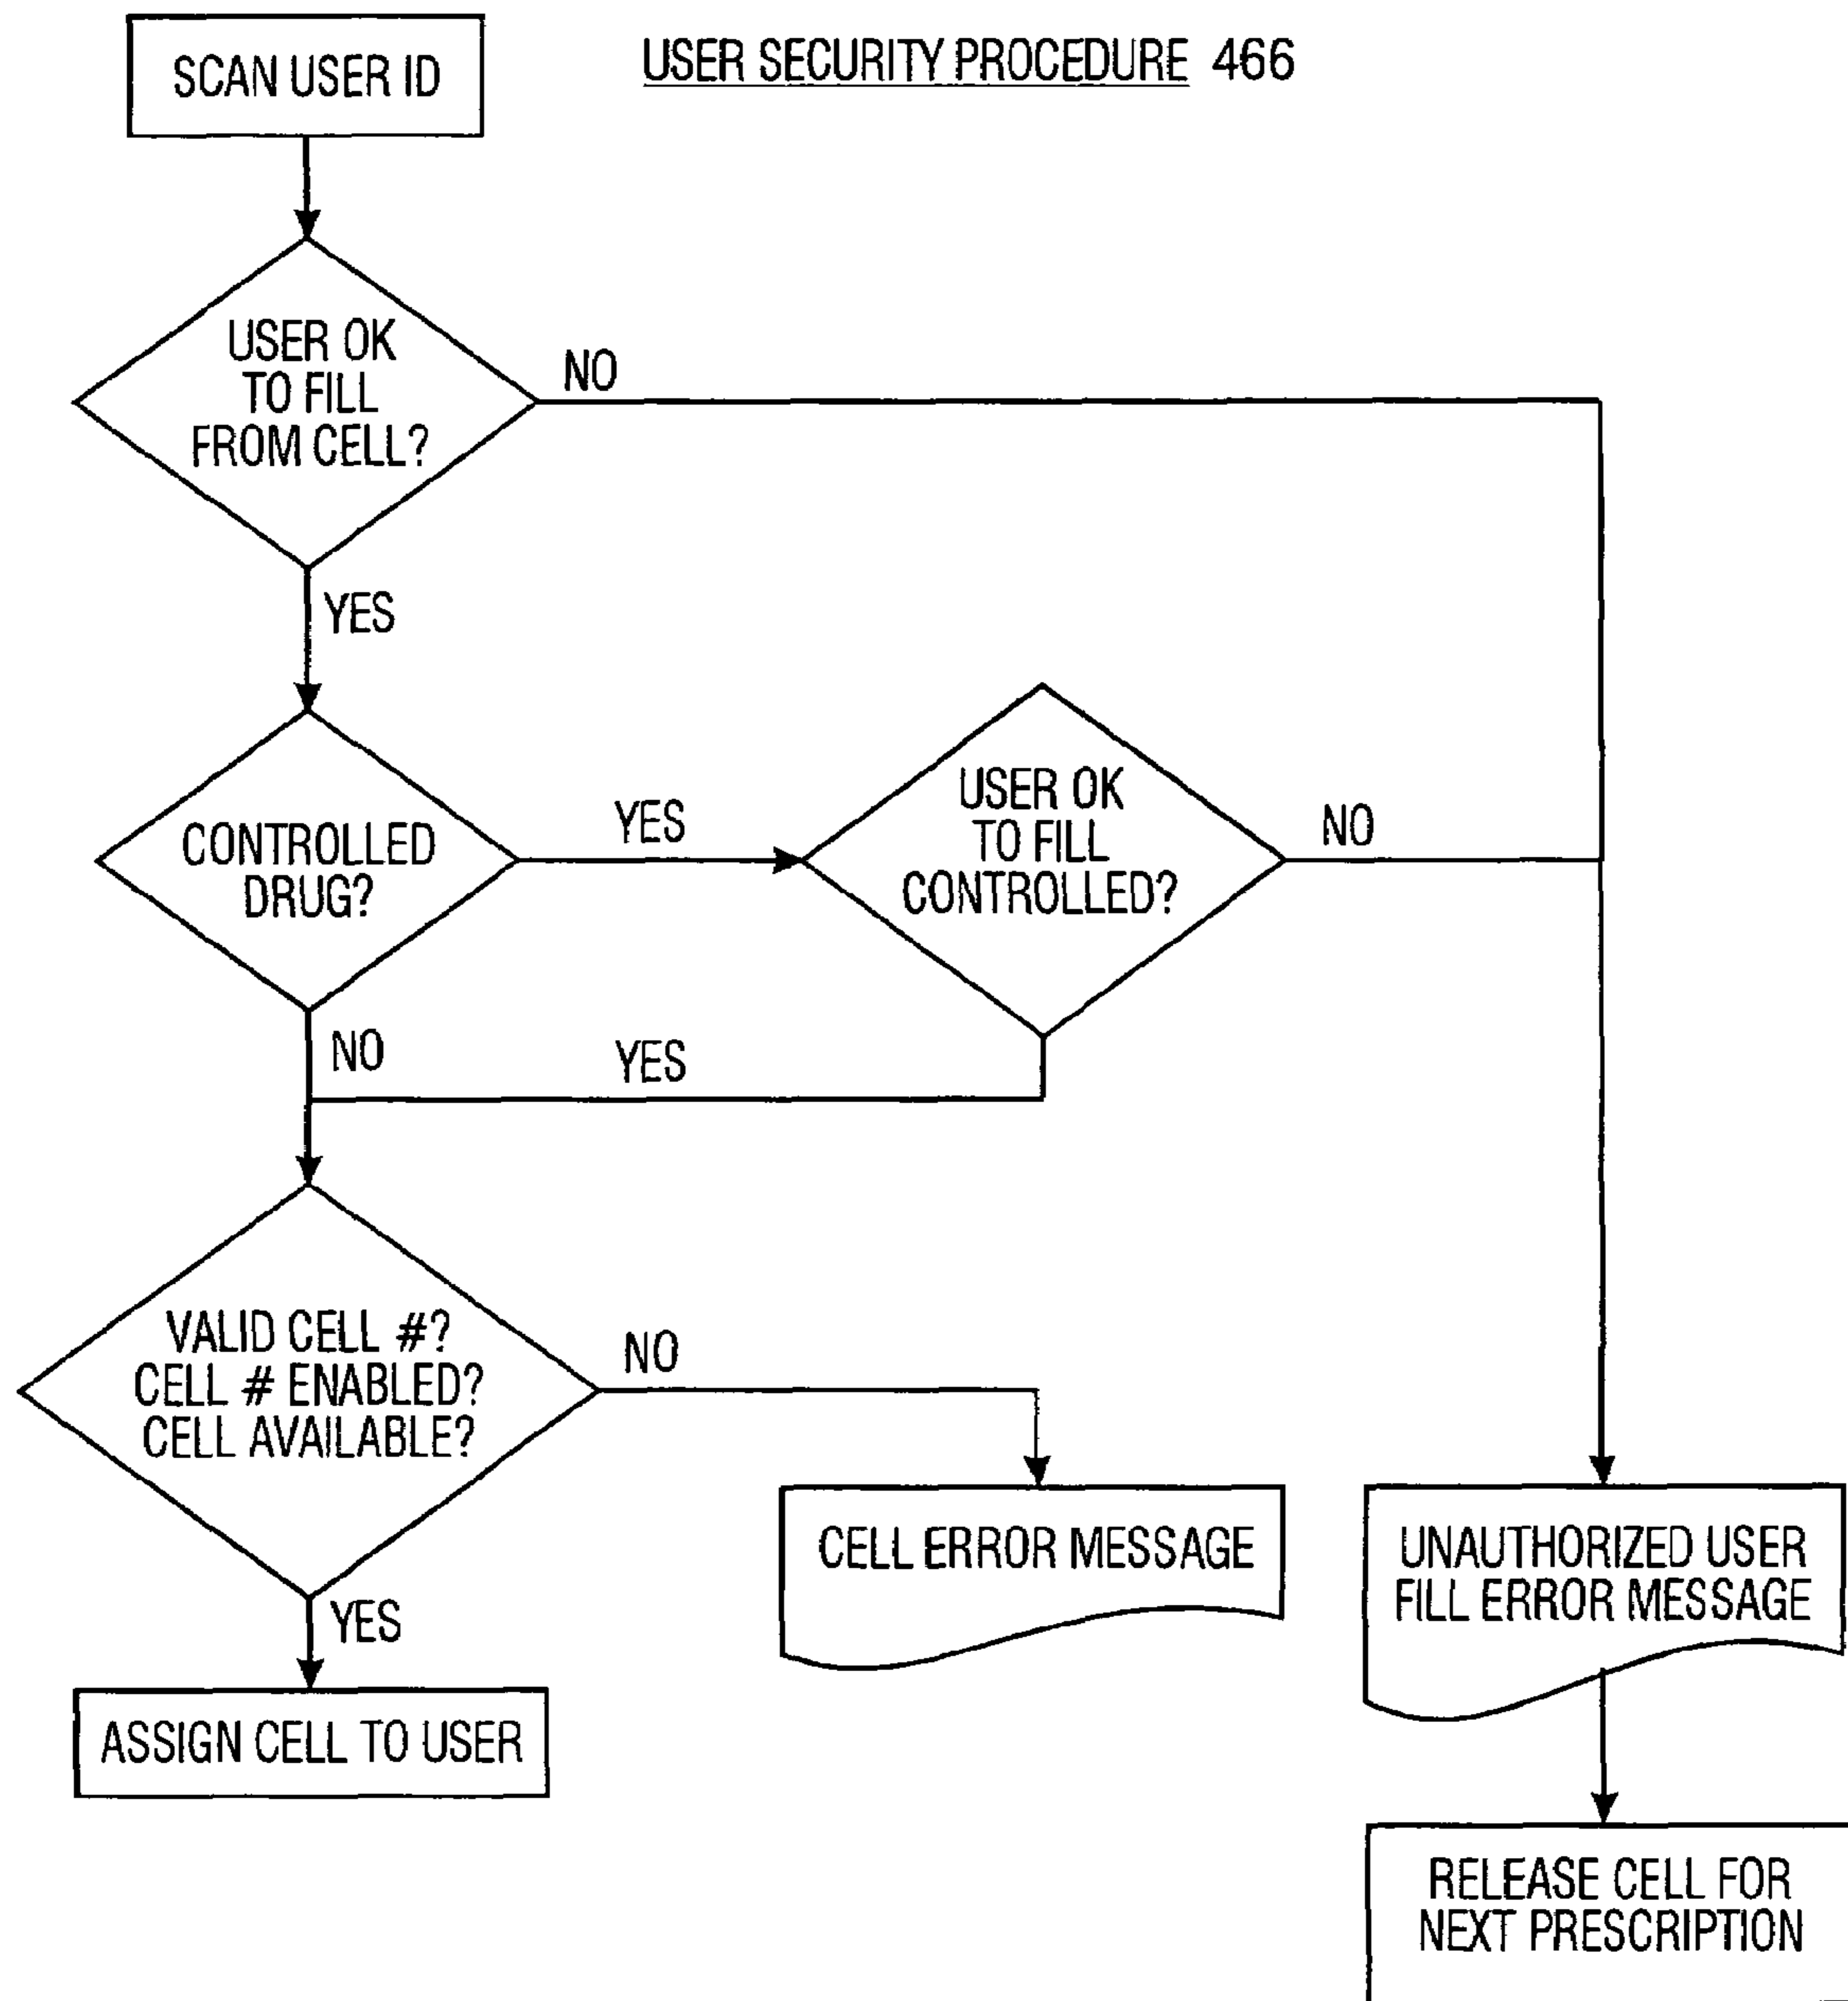 SCAN USER ID
USER SECURITY PROCEDURE 466
USER OK
TO FILL
FROM CELL?
NO
YES
CONTROLLED
DRUG?
YES
USER OK
TO FILL
CONTROLLED?
NO
NO
YES
VALID CELL #?
CELL # ENABLED?
CELL AVAILABLE?
NO
CELL ERROR MESSAGE
UNAUTHORIZED USER
FILL ERROR MESSAGE
YES
ASSIGN CELL TO USER
RELEASE CELL FOR
NEXT PRESCRIPTION